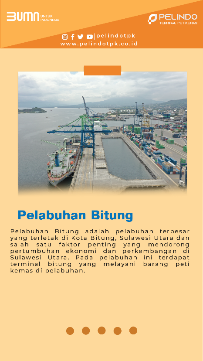 BUMN
PELINDO
|pelindotpk
www.pelindotpk.co.id
Pelabuhan Bitung
Pelabuhan Bitung adalah pelabuhan terbesar
yang terletak di Kota Bitung, Sulawesi Utara dan
salah satu faktor penting yang mendorong
pertumbuhan ekonomi dan perkembangan di
Sulawesi Utara. Pada pelabuhan ini terdapat
terminal bitung yang melayani barang peti
kemas di pelabuhan.